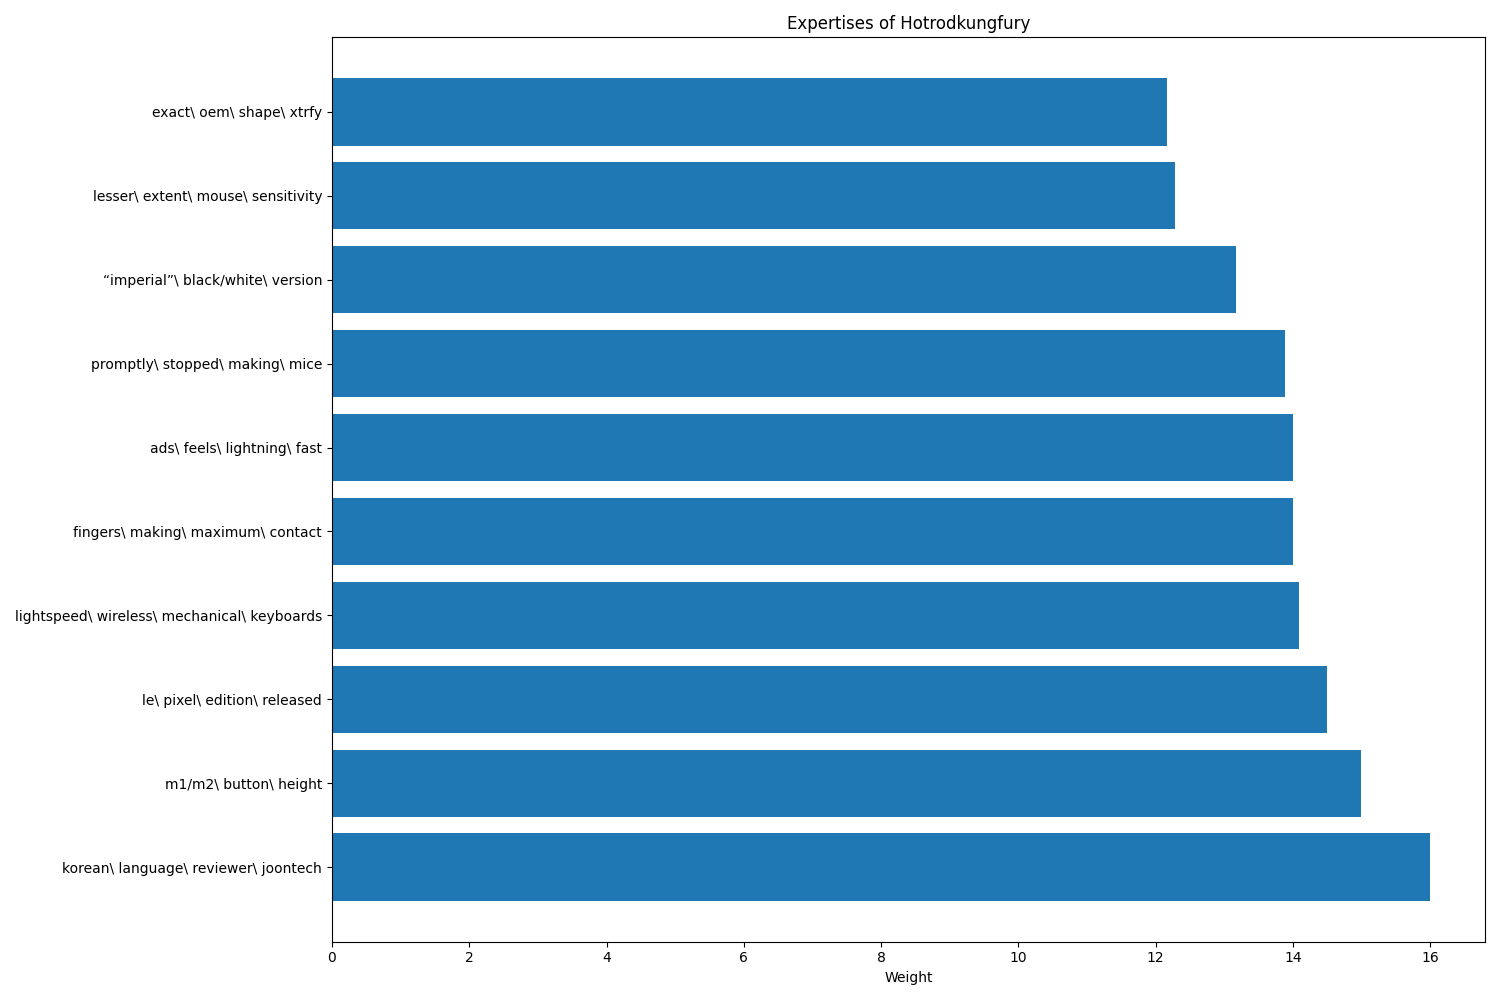 Expertises of Hotrodkungfury
exact\ oem\ shape\ xtrfy
lesser\ extent\ mouse\ sensitivity
“imperial”\ black/white\ version
promptly\ stopped\ making\ mice
ads\ feels\ lightning\ fast
fingers\ making\ maximum\ contact
lightspeed\ wireless\ mechanical\ keyboards
le\ pixel\ edition\ released
m1/m2\ button\ height
korean\ language\ reviewer\ joontech
0 2 4 6 8 10 12 14 16
Weight